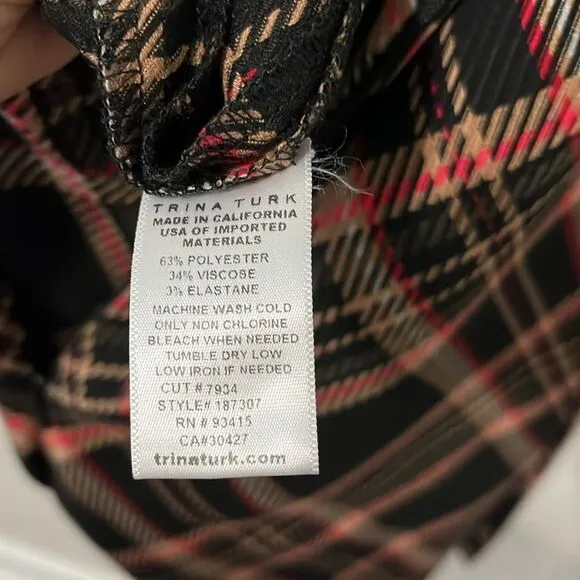 TRINA TURK
MADE IN CALIFORNIA
USA OF IMPORTED
MATERIALS
63% POLYESTER
34% VISCOSE
3% ELASTANE
MACHINE WASH COLD
ONLY NON CHLORINE
BLEACH WHEN NEEDED
TUMBLE DRY LOW
LOW IRON IF NEEDED
CUT # 7934
STYLE# 187307
RN # 93415
CA#30427
trinaturk.com